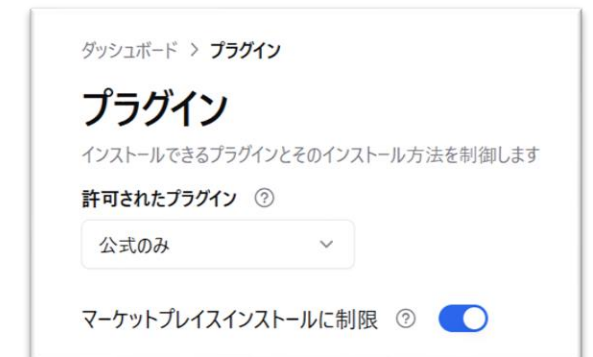 ダッシュボード > プラグイン
プラグイン
インストールできるプラグインとそのインストール方法を制御します
許可されたプラグイン ?
公式のみ
マーケットプレイスインストールに制限 ?